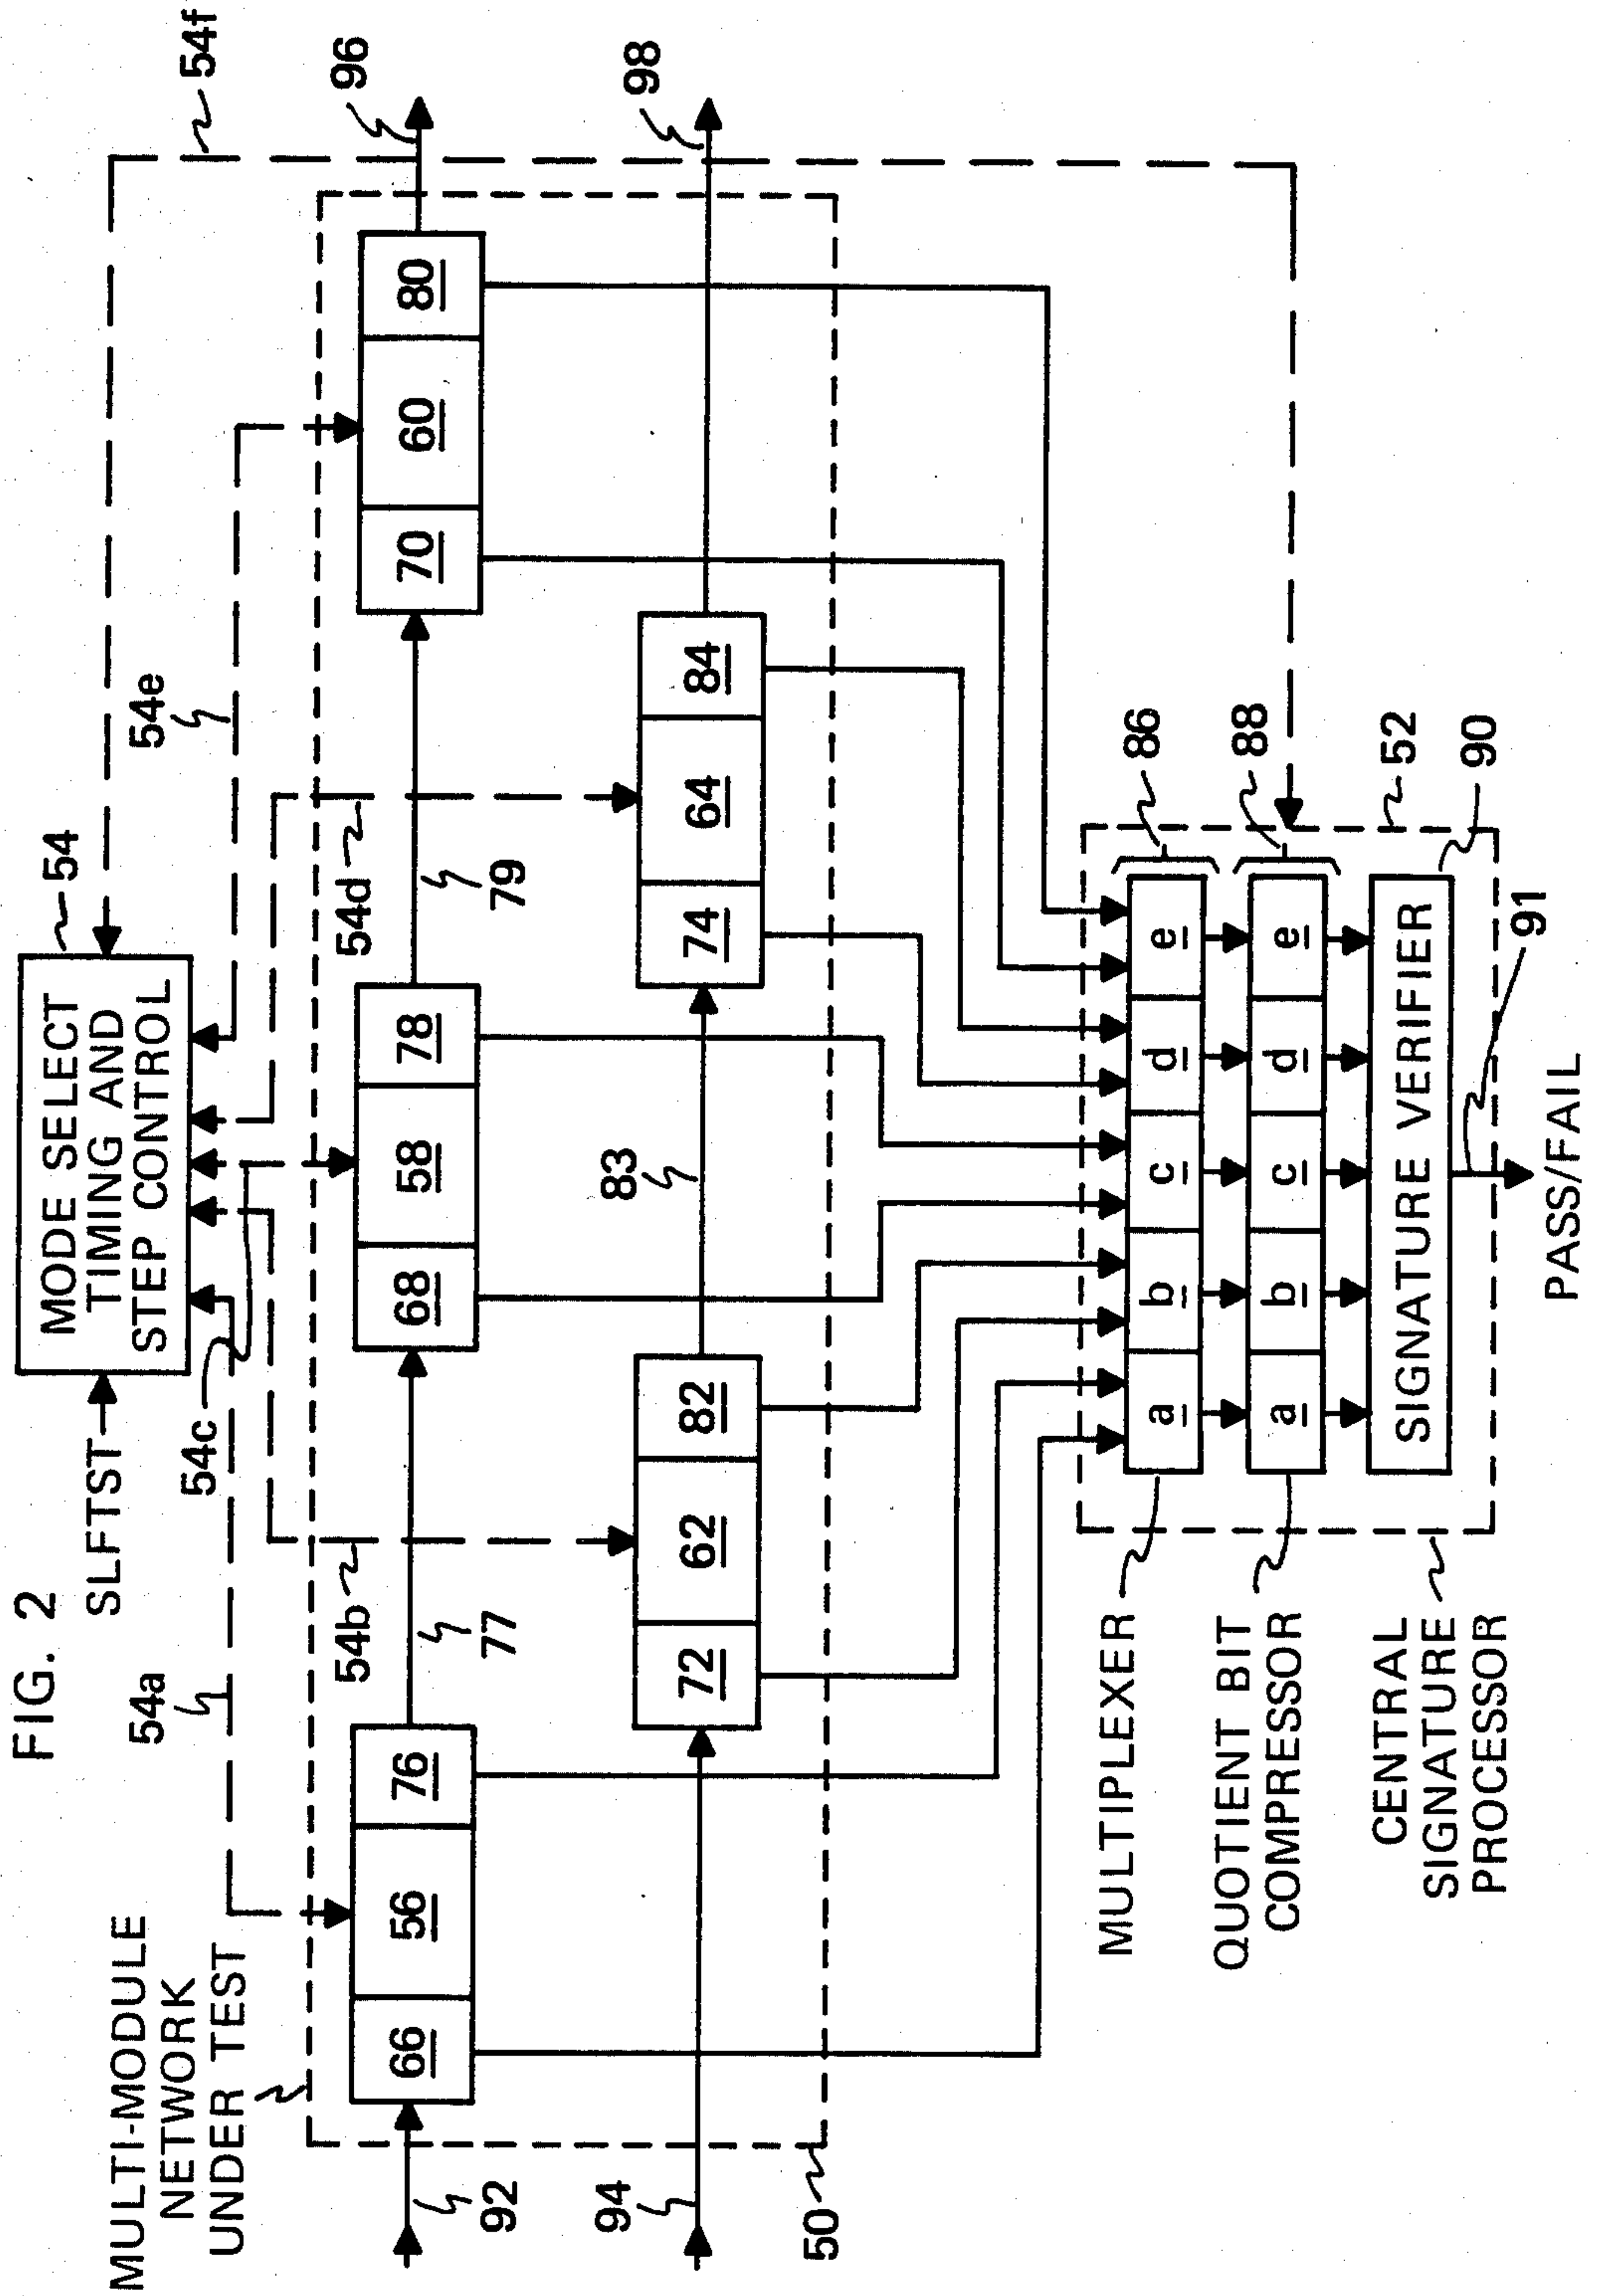 FIG. 2
SLFTST
MODE SELECT
TIMING AND
STEP CONTROL
54
54f
54a
54c
54e
MULTI-MODULE
NETWORK
UNDER TEST
54b
54d
92
66
56
76
77
68
58
78
79
70
60
80
96
94
72
62
82
83
74
64
84
98
50
MULTIPLEXER
a
b
c
d
e
86
QUOTIENT BIT
COMPRESSOR
a
b
c
d
e
88
CENTRAL
SIGNATURE
PROCESSOR
SIGNATURE VERIFIER
52
90
91
PASS/FAIL